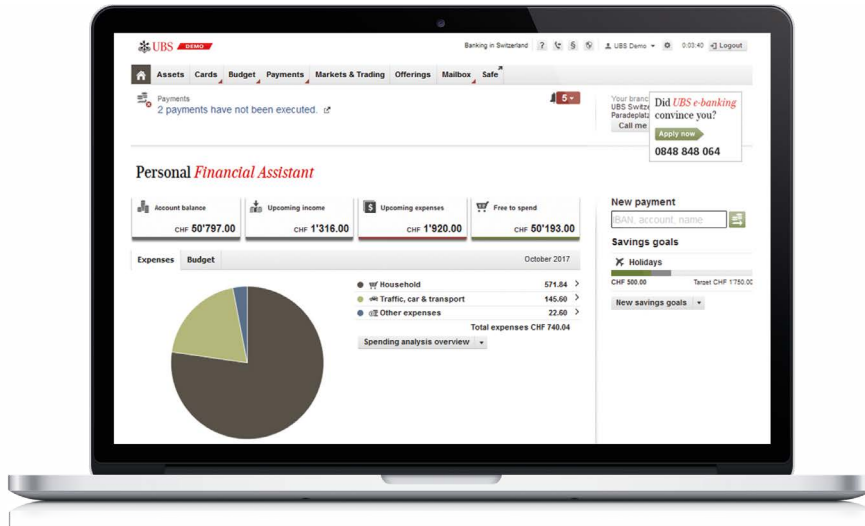 UBS DEMO
Banking in Switzerland ? § UBS Demo 0:03:40 Logout
Assets Cards Budget Payments Markets & Trading Offerings Mailbox Safe
Payments
2 payments have not been executed.
5
Your branc
UBS Switze
Paradeplatz
Call me
Did UBS e-banking
convince you?
Apply now
0848 848 064
Personal Financial Assistant
Account balance
CHF 50'797.00
Upcoming income
CHF 1'316.00
Upcoming expenses
CHF 1'920.00
Free to spend
CHF 50'193.00
New payment
IBAN, account, name
Savings goals
Holidays
CHF 500.00 Target CHF 1'750.00
New savings goals
Expenses Budget October 2017
Household 571.84
Traffic, car & transport 145.60
Other expenses 22.60
Total expenses CHF 740.04
Spending analysis overview